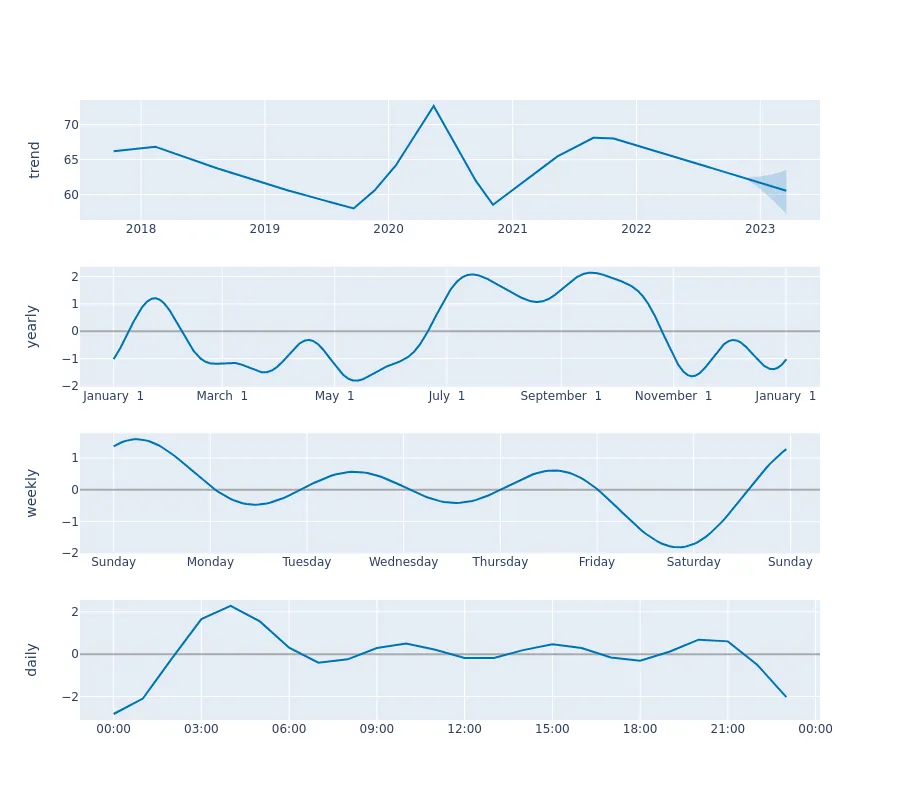 trend
70
65
60
2018 2019 2020 2021 2022 2023
yearly
2
1
0
−1
−2
January 1 March 1 May 1 July 1 September 1 November 1 January 1
weekly
1
0
−1
−2
Sunday Monday Tuesday Wednesday Thursday Friday Saturday Sunday
daily
2
0
−2
00:00 03:00 06:00 09:00 12:00 15:00 18:00 21:00 00:00